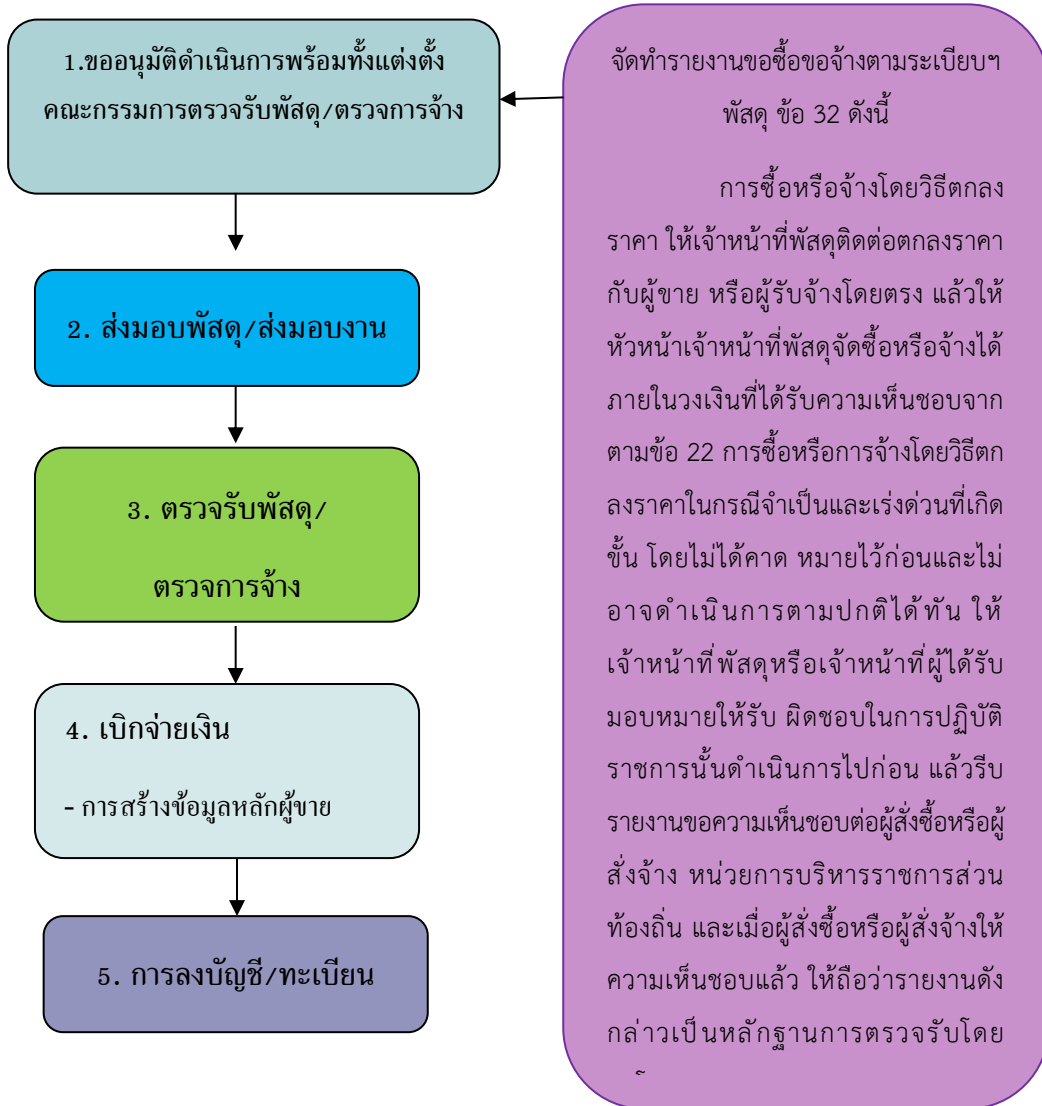 1.ขออนุมัติดำเนินการพร้อมทั้งแต่งตั้ง
คณะกรรมการตรวจรับพัสดุ/ตรวจการจ้าง
2. ส่งมอบพัสดุ/ส่งมอบงาน
3. ตรวจรับพัสดุ/
ตรวจการจ้าง
4. เบิกจ่ายเงิน
- การสร้างข้อมูลหลักผู้ขาย
5. การลงบัญชี/ทะเบียน
จัดทำรายงานขอซื้อขอจ้างตามระเบียบฯ
พัสดุ ข้อ 32 ดังนี้
การซื้อหรือจ้างโดยวิธีตกลง
ราคา ให้เจ้าหน้าที่พัสดุติดต่อตกลงราคา
กับผู้ขาย หรือผู้รับจ้างโดยตรง แล้วให้
หัวหน้าเจ้าหน้าที่พัสดุจัดซื้อหรือจ้างได้
ภายในวงเงินที่ได้รับความเห็นชอบจาก
ตามข้อ 22 การซื้อหรือการจ้างโดยวิธีตก
ลงราคาในกรณีจำเป็นและเร่งด่วนที่เกิด
ขั้น โดยไม่ได้คาด หมายไว้ก่อนและไม่
อาจดำเนินการตามปกติได้ทัน ให้
เจ้าหน้าที่พัสดุหรือเจ้าหน้าที่ผู้ได้รับ
มอบหมายให้รับ ผิดชอบในการปฏิบัติ
ราชการนั้นดำเนินการไปก่อน แล้วรีบ
รายงานขอความเห็นชอบต่อผู้สั่งซื้อหรือผู้
สั่งจ้าง หน่วยการบริหารราชการส่วน
ท้องถิ่น และเมื่อผู้สั่งซื้อหรือผู้สั่งจ้างให้
ความเห็นชอบแล้ว ให้ถือว่ารายงานดัง
กล่าวเป็นหลักฐานการตรวจรับโดย